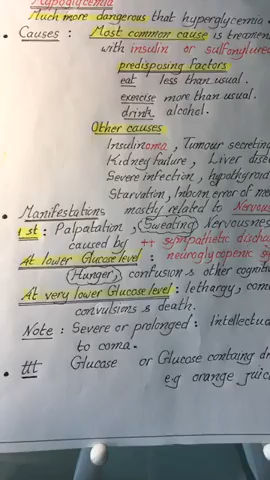 Hypoglycemia
Much more dangerous that hyperglycemia
• Causes: Most common cause is treatmen
with insulin or sulfonylurea
predisposing factors
eat less than usual.
exercise more than usual.
drink alcohol.
Other causes
Insulinoma, Tumour secreting
Kidney failure, Liver dise
Severe infection, hypothyroid
Starvation, Inborn error of me
• Manifestations mostly related to Nervous
1st: Palpatation, Sweating, Nervousnes
caused by ++ sympathetic dischar
At lower Glucose level: neuroglycopenic s
Hunger, confusion & other cognitiv
At very lower Glucose level: lethargy, com
convulsions & death.
Note: Severe or prolonged: Intellectua
to coma.
• ttt Glucose or Glucose containg dr
e.g orange juic